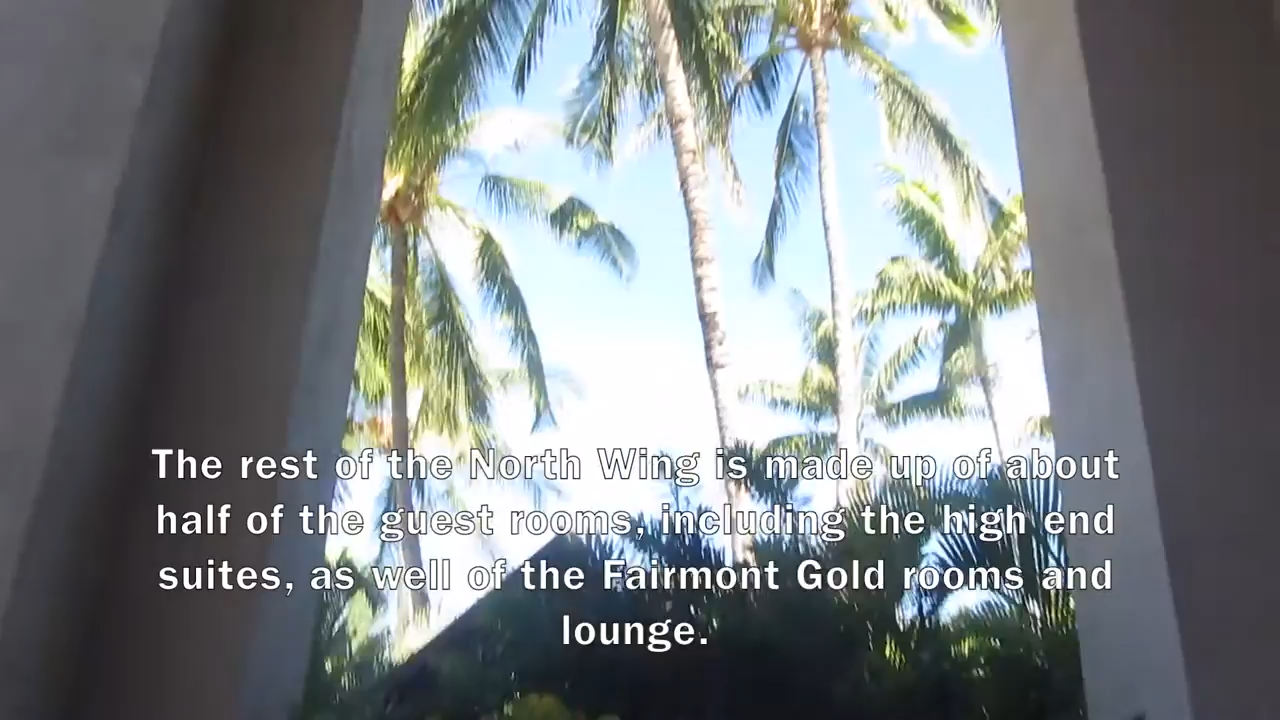 The rest of the North Wing is made up of about
half of the guest rooms, including the high end
suites, as well of the Fairmont Gold rooms and
lounge.